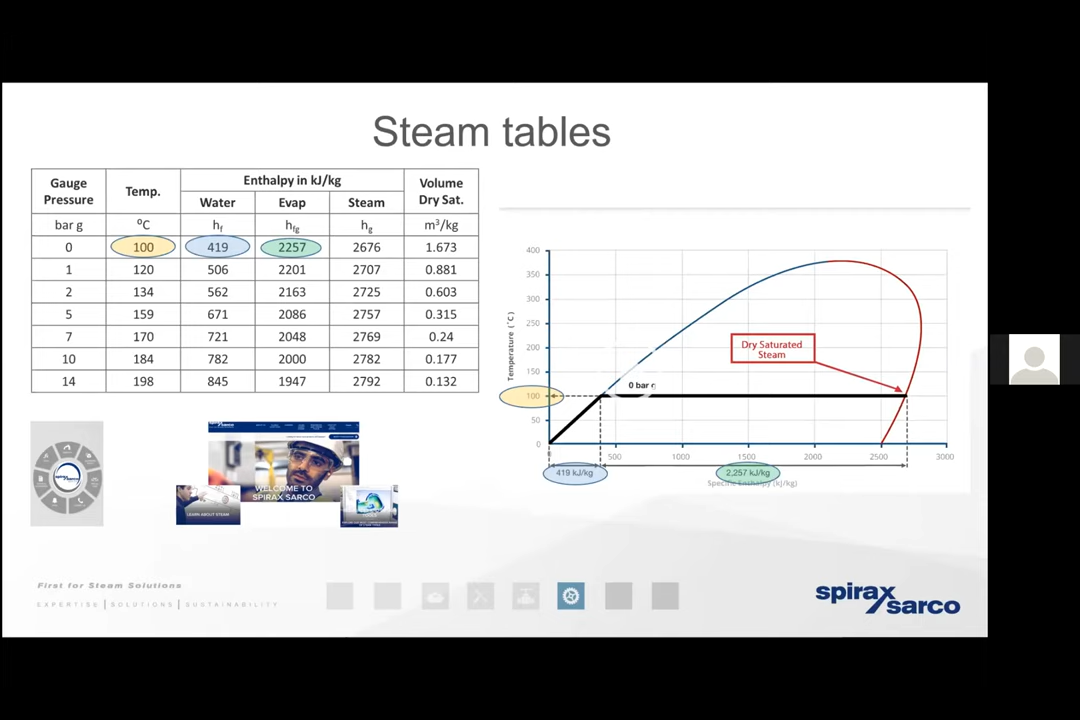 Steam tables
Gauge Pressure
Temp.
Enthalpy in kJ/kg
Volume Dry Sat.
Water Evap Steam
bar g ⁰C hf hfg hg m³/kg
0 100 419 2257 2676 1.673
1 120 506 2201 2707 0.881
2 134 562 2163 2725 0.603
5 159 671 2086 2757 0.315
7 170 721 2048 2769 0.24
10 184 782 2000 2782 0.177
14 198 845 1947 2792 0.132
400
350
300
250
200
150
100
50
0
Temperature (°C)
Dry Saturated
Steam
0 bar g
500 1000 1500 2000 2500 3000
419 kJ/kg
2,257 kJ/kg
Specific Enthalpy (kJ/kg)
spirax sarco
WELCOME TO
SPIRAX SARCO
LEARN ABOUT STEAM
First for Steam Solutions
EXPERTISE | SOLUTIONS | SUSTAINABILITY
spirax
sarco